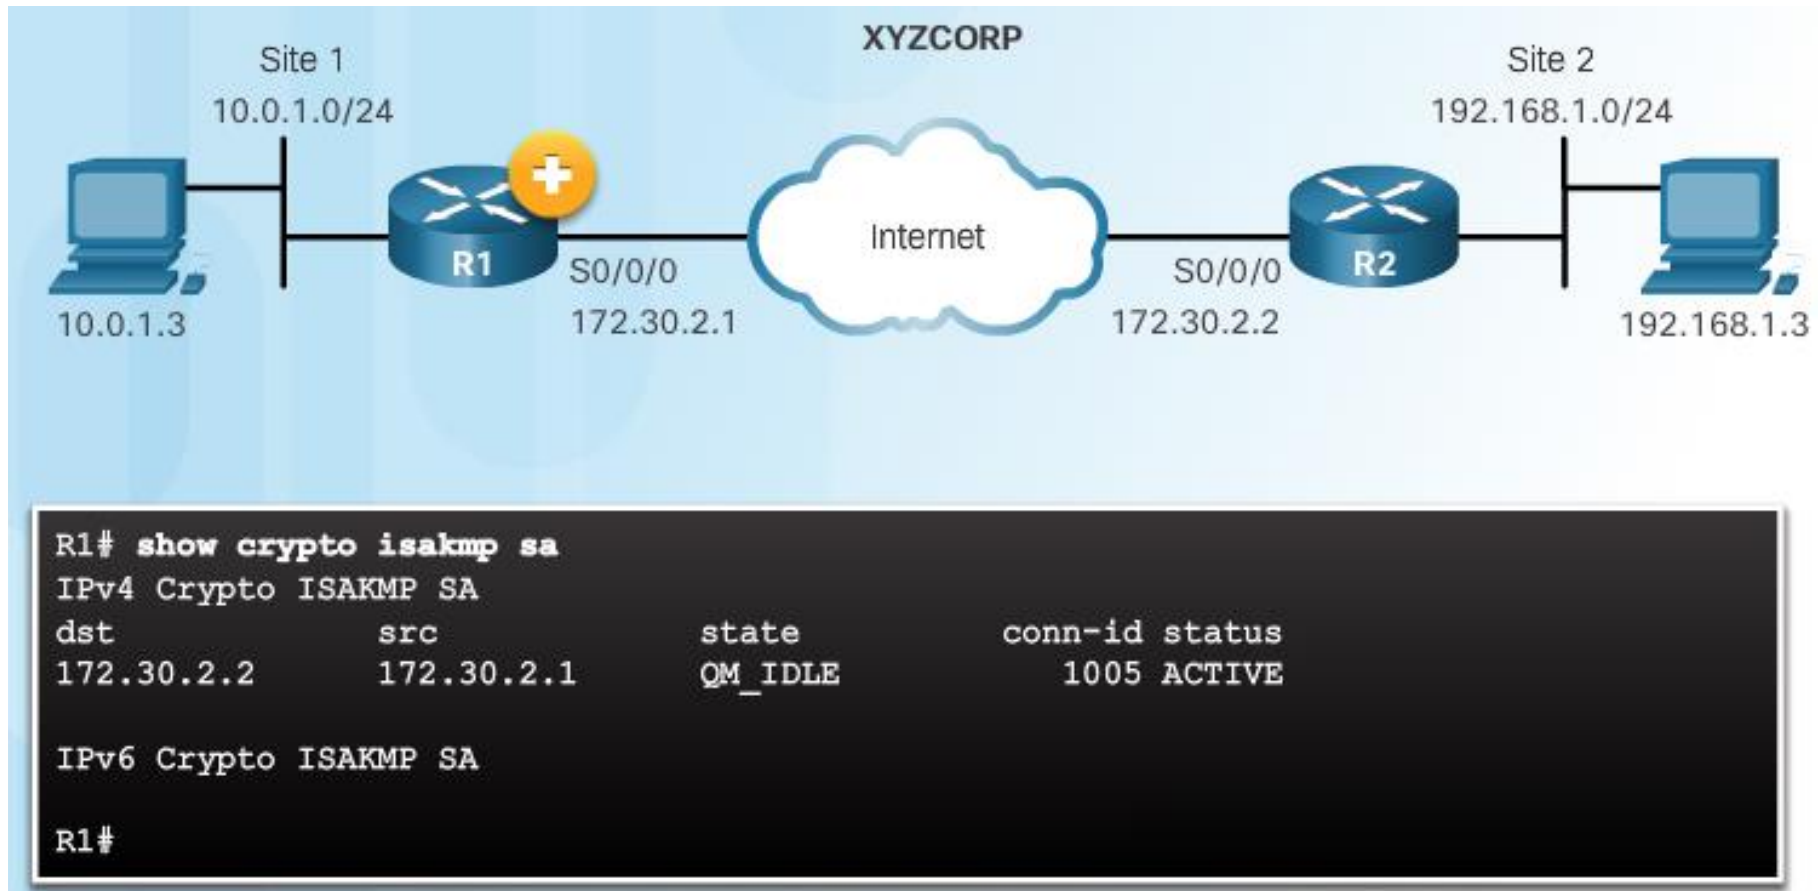 XYZCORP
Site 1
10.0.1.0/24
Site 2
192.168.1.0/24
R1
S0/0/0
172.30.2.1
Internet
S0/0/0
172.30.2.2
R2
10.0.1.3
192.168.1.3
R1# show crypto isakmp sa
IPv4 Crypto ISAKMP SA
dst src state conn-id status
172.30.2.2 172.30.2.1 QM_IDLE 1005 ACTIVE
IPv6 Crypto ISAKMP SA
R1#